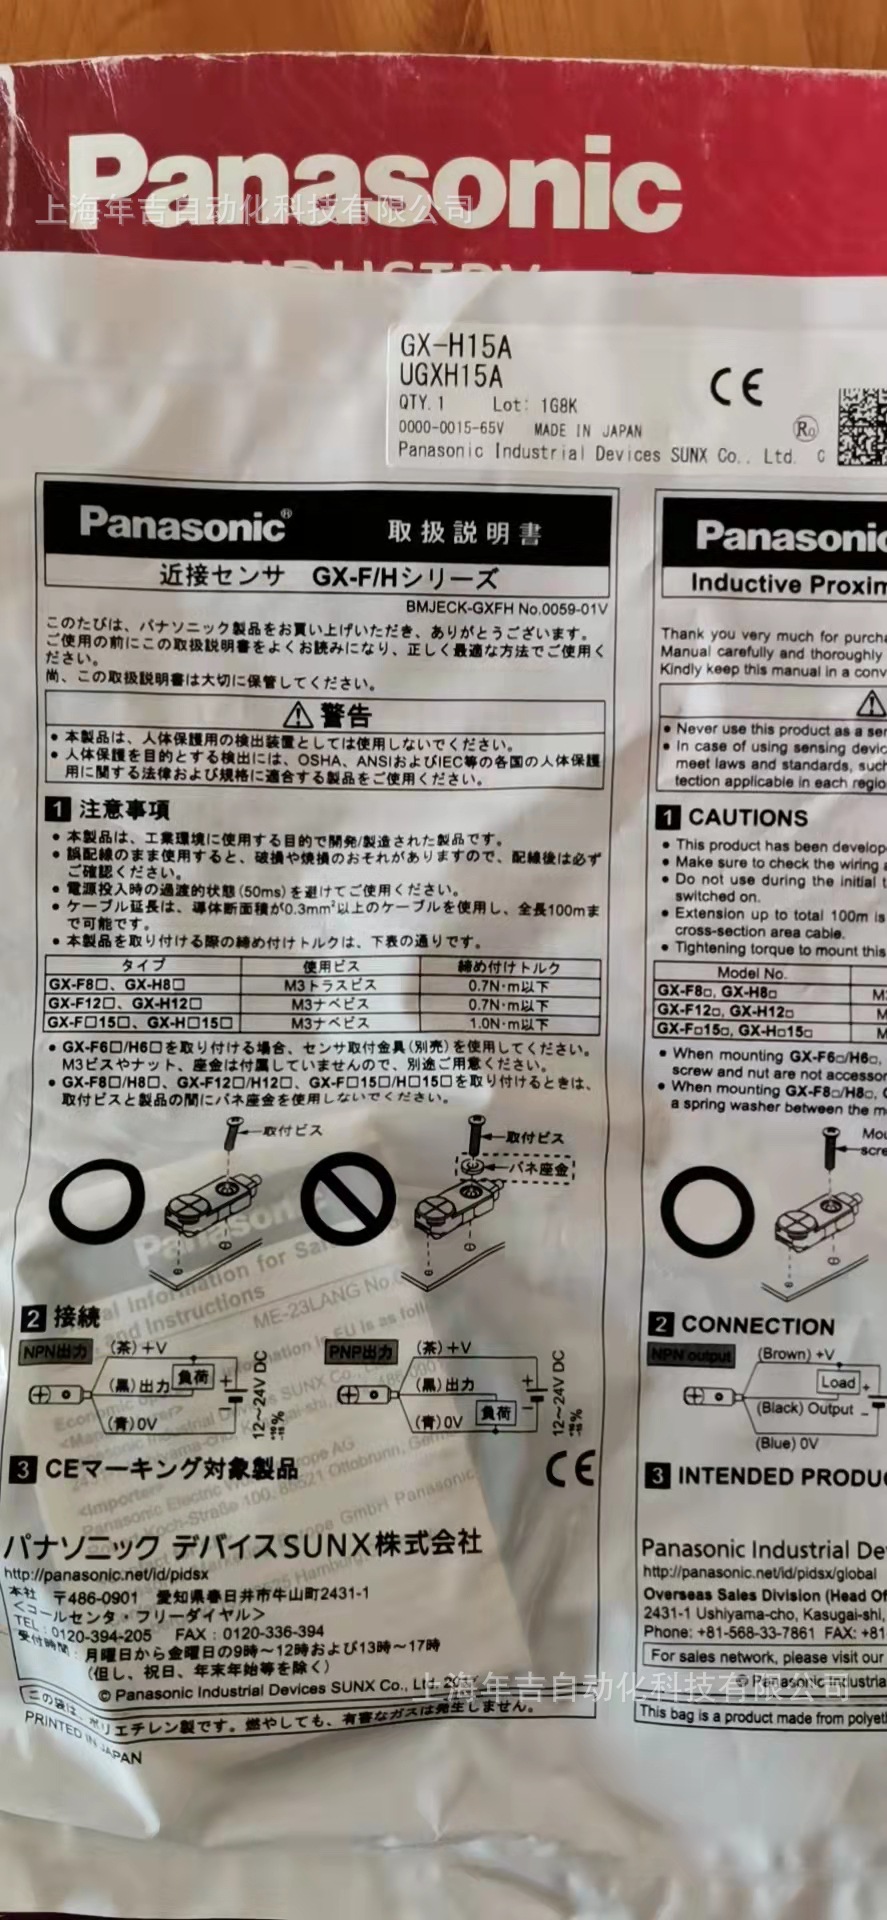 Panasonic
上海年吉自动化科技有限公司
INDUSTRY
GX-H15A
UGXH15A
QTY. 1 Lot: 1G8K
0000-0015-65V MADE IN JAPAN
Panasonic Industrial Devices SUNX Co., Ltd. C
CE
Panasonic® 取扱説明書
近接センサ GX-F/Hシリーズ
BMJECK-GXFH No.0059-01V
このたびは、パナソニック製品をお買い上げいただき、ありがとうございます。
ご使用の前にこの取扱説明書をよくお読みになり、正しく最適な方法でご使用く
ださい。
尚、この取扱説明書は大切に保管してください。
⚠ 警告
• 本製品は、人体保護用の検出装置としては使用しないでください。
• 人体保護を目的とする検出には、OSHA、ANSIおよびIEC等の各国の人体保護
用に関する法律および規格に適合する製品をご使用ください。
1 注意事項
• 本製品は、工業環境に使用する目的で開発/製造された製品です。
• 誤配線のまま使用すると、破損や焼損のおそれがありますので、配線後は必ず
ご確認ください。
• 電源投入時の過渡的状態(50ms)を避けてご使用ください。
• ケーブル延長は、導体断面積が0.3mm²以上のケーブルを使用し、全長100mま
で可能です。
• 本製品を取り付ける際の締め付けトルクは、下表の通りです。
タイプ 使用ビス 締め付けトルク
GX-F8□、GX-H8□ M3トラスビス 0.7N·m以下
GX-F12□、GX-H12□ M3ナベビス 0.7N·m以下
GX-F□15□、GX-H□15□ M3ナベビス 1.0N·m以下
• GX-F6□/H6□を取り付ける場合、センサ取付金具(別売)を使用してください。
M3ビスやナット、座金は付属していませんので、別途ご用意ください。
• GX-F8□/H8□、GX-F12□/H12□、GX-F□15□/H□15□を取り付けるときは、
取付ビスと製品の間にバネ座金を使用しないでください。
取付ビス
取付ビス
バネ座金
2 接続
NPN出力
(茶)+V
(黒)出力 負荷
(青)0V
12～24V DC
+10
-15 %
PNP出力
(茶)+V
(黒)出力
(青)0V 負荷
12～24V DC
+10
-15 %
3 CEマーキング対象製品 CE
パナソニック デバイスSUNX株式会社
http://panasonic.net/id/pidsx
本社 〒486-0901 愛知県春日井市牛山町2431-1
<コールセンタ・フリーダイヤル>
TEL : 0120-394-205 FAX : 0120-336-394
受付時間 : 月曜日から金曜日の9時～12時および13時～17時
(但し、祝日、年末年始等を除く)
© Panasonic Industrial Devices SUNX Co., Ltd.
この袋は、ポリエチレン製です。燃やしても、有害なガスは発生しません。
PRINTED IN JAPAN
Panasonic
Inductive Proxim
Thank you very much for purcha
Manual carefully and thoroughly
Kindly keep this manual in a conv
⚠
• Never use this product as a ser
• In case of using sensing devic
meet laws and standards, such
tection applicable in each regio
1 CAUTIONS
• This product has been develope
• Make sure to check the wiring a
• Do not use during the initial t
switched on.
• Extension up to total 100m is
cross-section area cable.
• Tightening torque to mount this
Model No.
GX-F8□, GX-H8□ M
GX-F12□, GX-H12□ M
GX-F□15□, GX-H□15□ M
• When mounting GX-F6□/H6□,
screw and nut are not accessor
• When mounting GX-F8□/H8□,
a spring washer between the m
Mou
scre
2 CONNECTION
NPN output
(Brown) +V
Load
(Black) Output
(Blue) 0V
3 INTENDED PRODUC
Panasonic Industrial De
http://panasonic.net/id/pidsx/global
Overseas Sales Division (Head Of
2431-1 Ushiyama-cho, Kasugai-shi,
Phone: +81-568-33-7861 FAX: +81
For sales network, please visit our
© Panasonic Industria
This bag is a product made from polyeth
上海年吉自动化科技有限公司